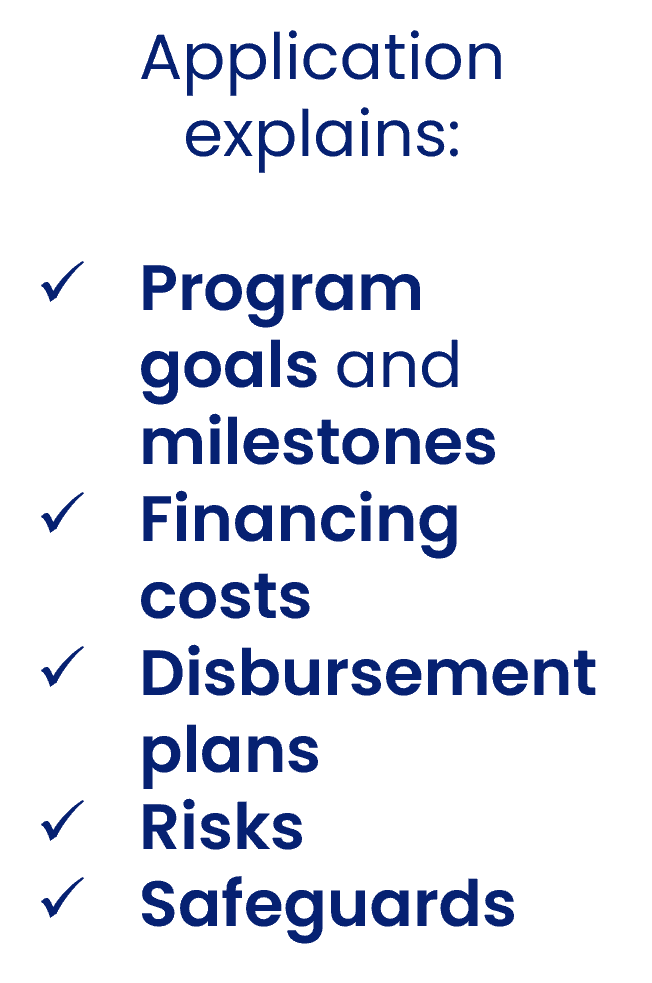 Application
explains:
✓ Program
goals and
milestones
✓ Financing
costs
✓ Disbursement
plans
✓ Risks
✓ Safeguards